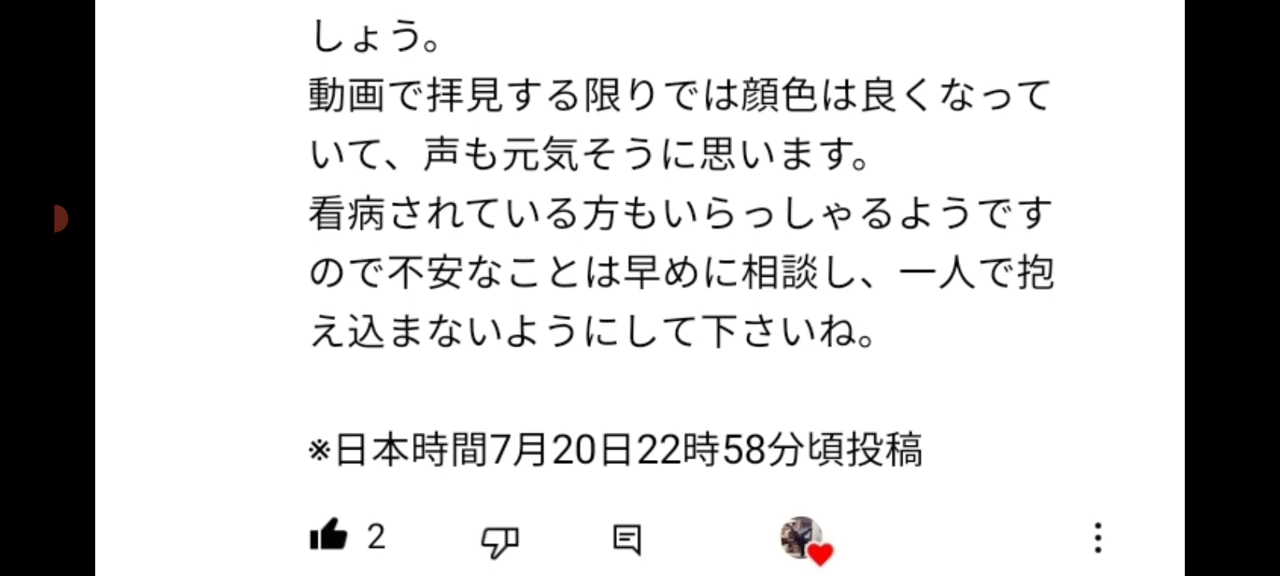 しょう。
動画で拝見する限りでは顔色は良くなって
いて、声も元気そうに思います。
看病されている方もいらっしゃるようです
ので不安なことは早めに相談し、一人で抱
え込まないようにして下さいね。
※日本時間7月20日22時58分頃投稿
2